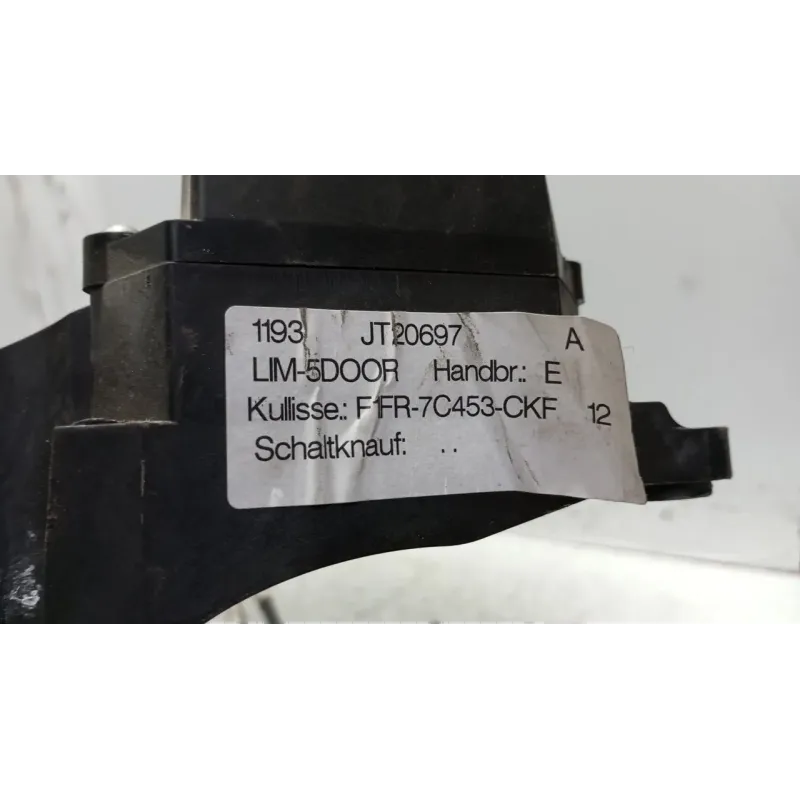 1193 JT20697 A
LIM-5DOOR Handbr.: E
Kullisse.: F1FR-7C453-CKF 12
Schaltknauf: ..